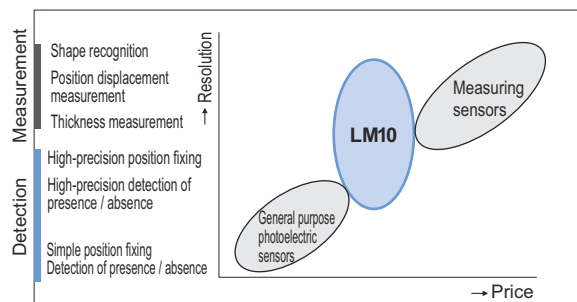 Measurement
Shape recognition
Position displacement
measurement
Thickness measurement
Detection
High-precision position fixing
High-precision detection of
presence / absence
Simple position fixing
Detection of presence / absence
→ Resolution
LM10
Measuring
sensors
General purpose
photoelectric
sensors
→ Price